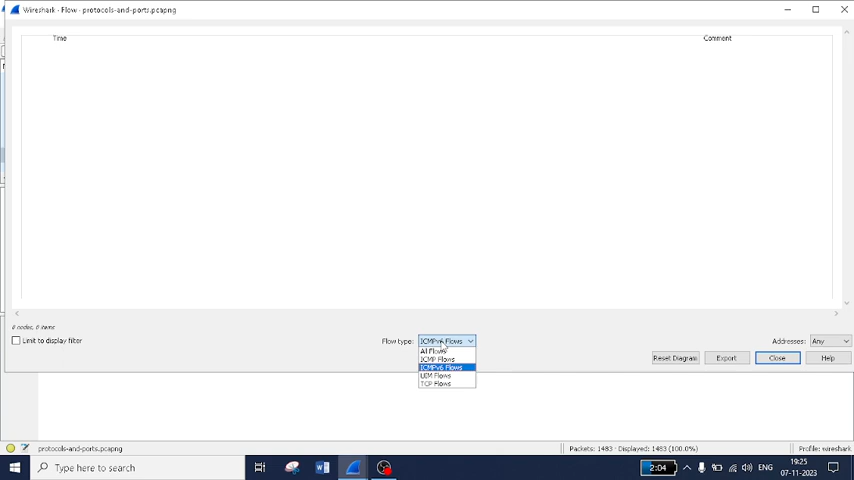 Wireshark · Flow · protocols-and-ports.pcapng
Time Comment
0 nodes, 0 items
Limit to display filter Flow type: ICMPv6 Flows Addresses: Any
All Flows
ICMP Flows
ICMPv6 Flows
UIM Flows
TCP Flows
Reset Diagram Export Close Help
protocols-and-ports.pcapng Packets: 1483 · Displayed: 1483 (100.0%) Profile: wireshark
Type here to search 2:04 ENG 19:25
07-11-2023